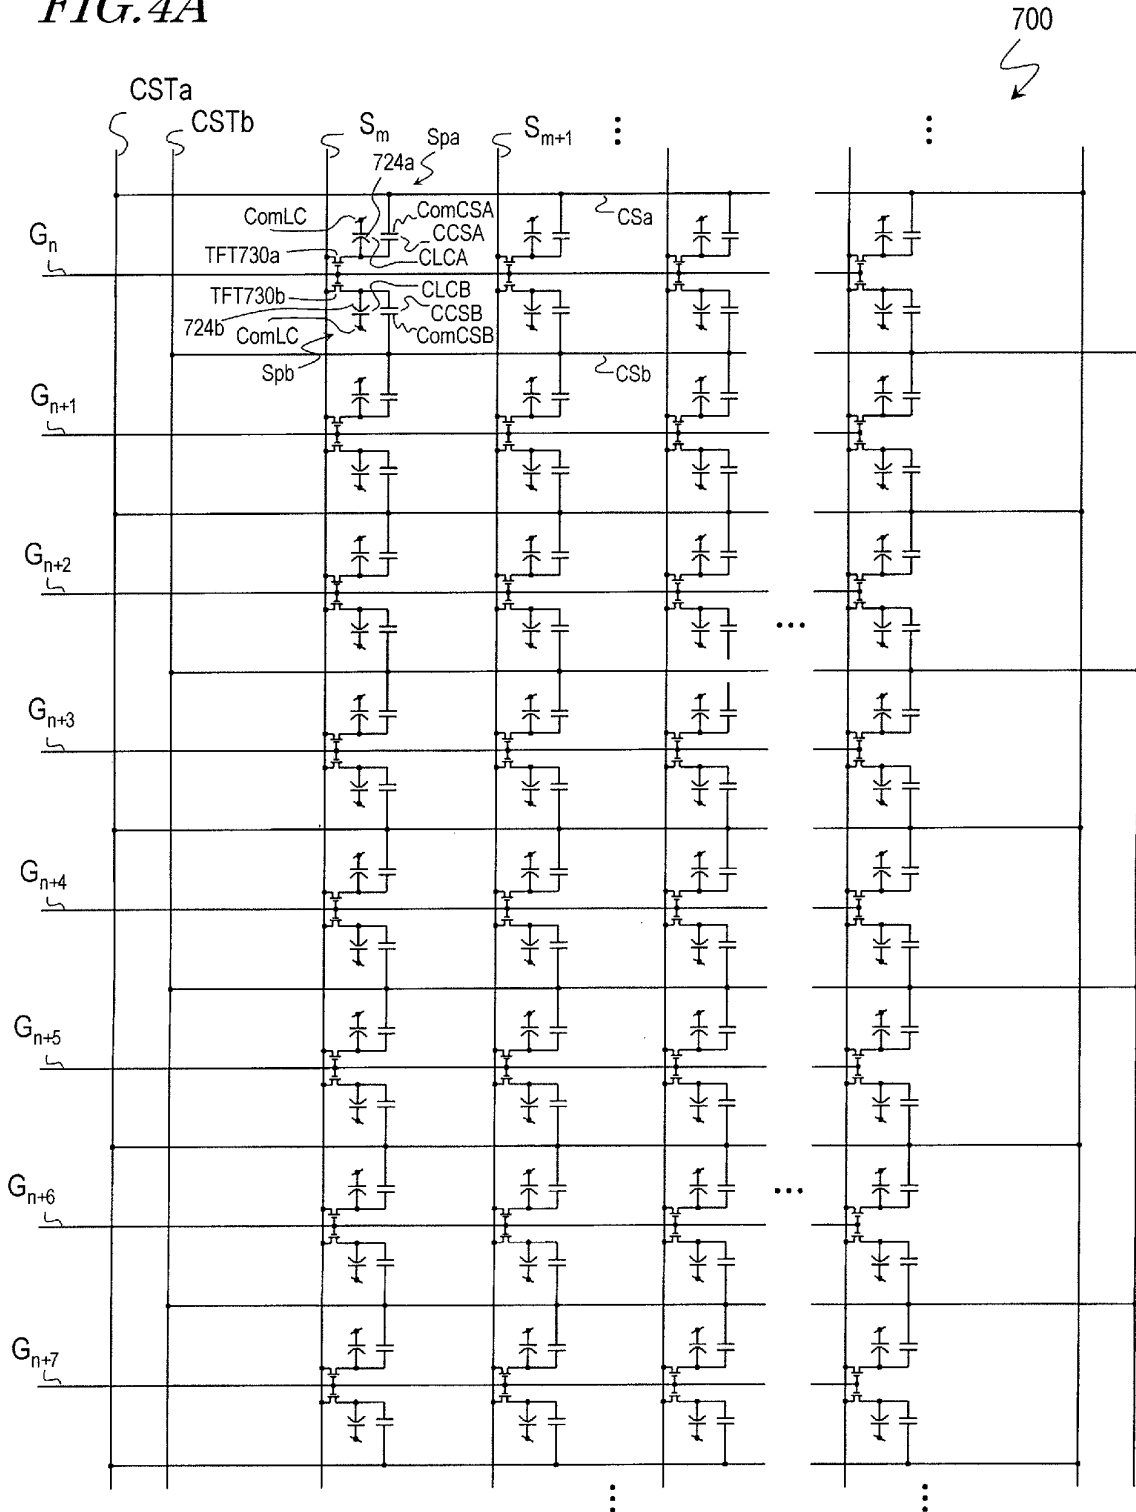 FIG.4A
700
CSTa
CSTb
Sm
Sm+1
Spa
724a
ComLC
ComCSA
CSa
Gn
CCSA
TFT730a
CLCA
TFT730b
CLCB
724b
CCSB
ComLC
ComCSB
Spb
CSb
Gn+1
Gn+2
Gn+3
Gn+4
Gn+5
Gn+6
Gn+7